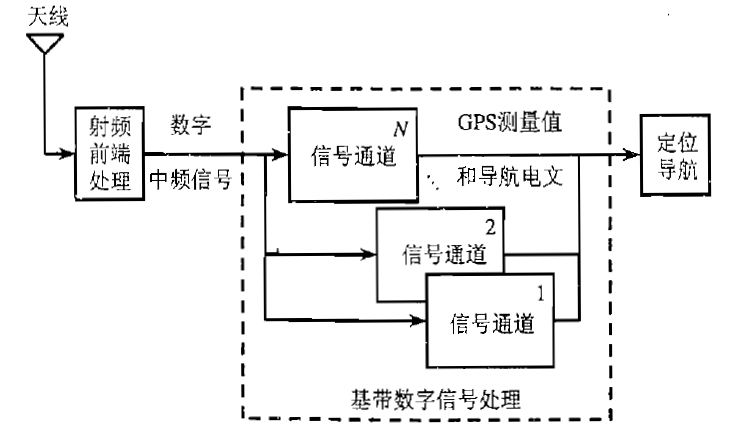 天线
射频
前端
处理
数字
中频信号
N
信号通道
GPS测量值
和导航电文
定位
导航
2
信号通道
1
信号通道
基带数字信号处理